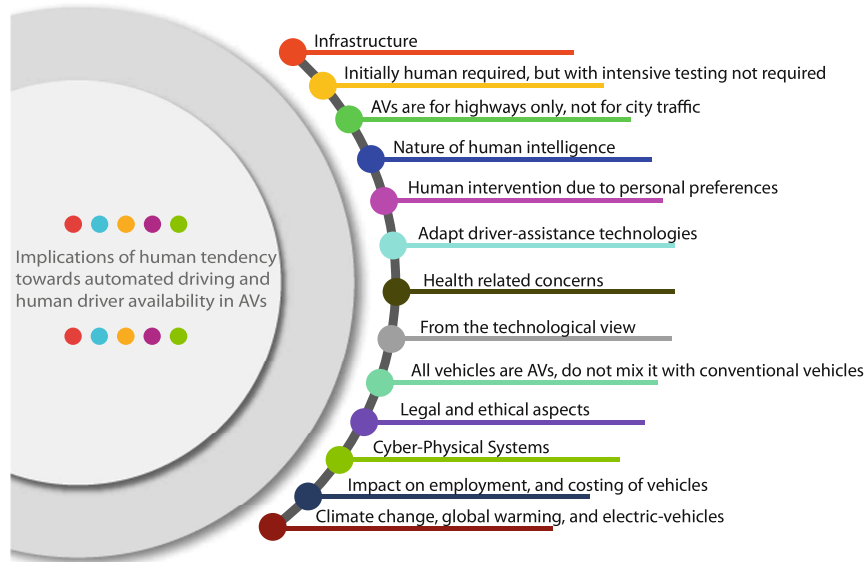 Infrastructure
Initially human required, but with intensive testing not required
AVs are for highways only, not for city traffic
Nature of human intelligence
Human intervention due to personal preferences
Adapt driver-assistance technologies
Implications of human tendency
towards automated driving and
human driver availability in AVs
Health related concerns
From the technological view
All vehicles are AVs, do not mix it with conventional vehicles
Legal and ethical aspects
Cyber-Physical Systems
Impact on employment, and costing of vehicles
Climate change, global warming, and electric-vehicles